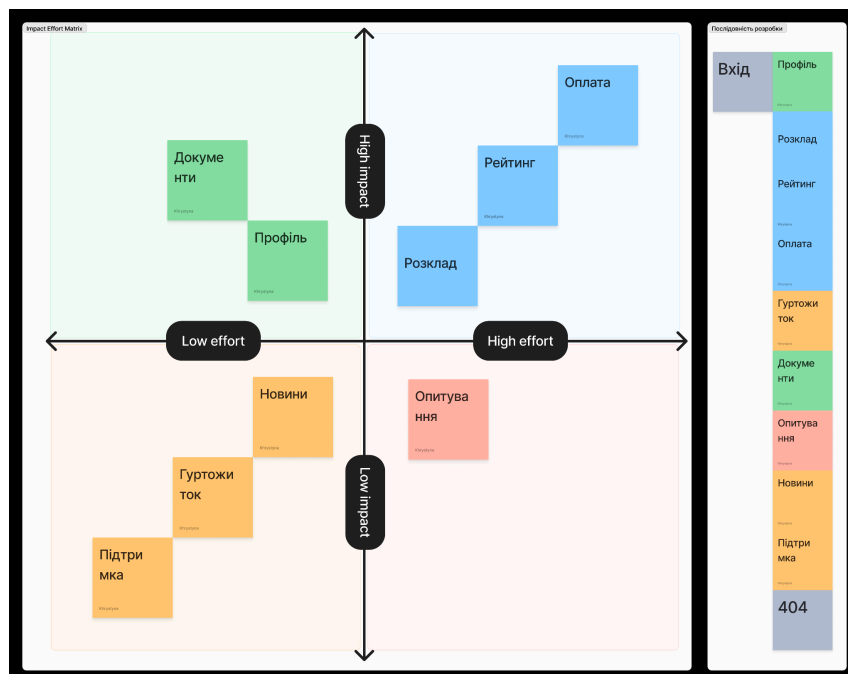 Impact Effort Matrix
Оплата
Рейтинг
Розклад
Докуме
нти
Профіль
High impact
Low effort
High effort
Новини
Гуртожи
ток
Підтри
мка
Опитува
ння
Low impact
Послідовність розробки
Вхід
Профіль
Розклад
Рейтинг
Оплата
Гуртожи
ток
Докуме
нти
Опитува
ння
Новини
Підтри
мка
404